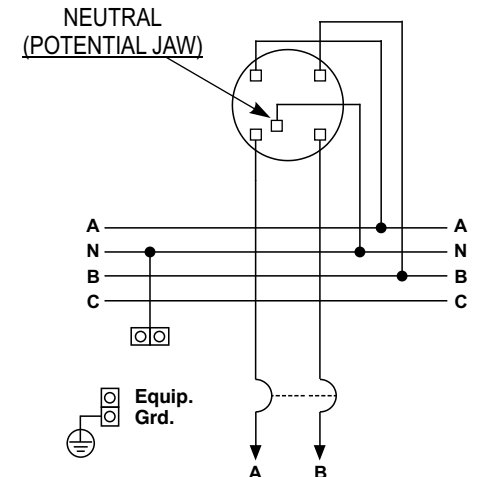 NEUTRAL
(POTENTIAL JAW)
A A
N N
B B
C C
Equip.
Grd.
A B